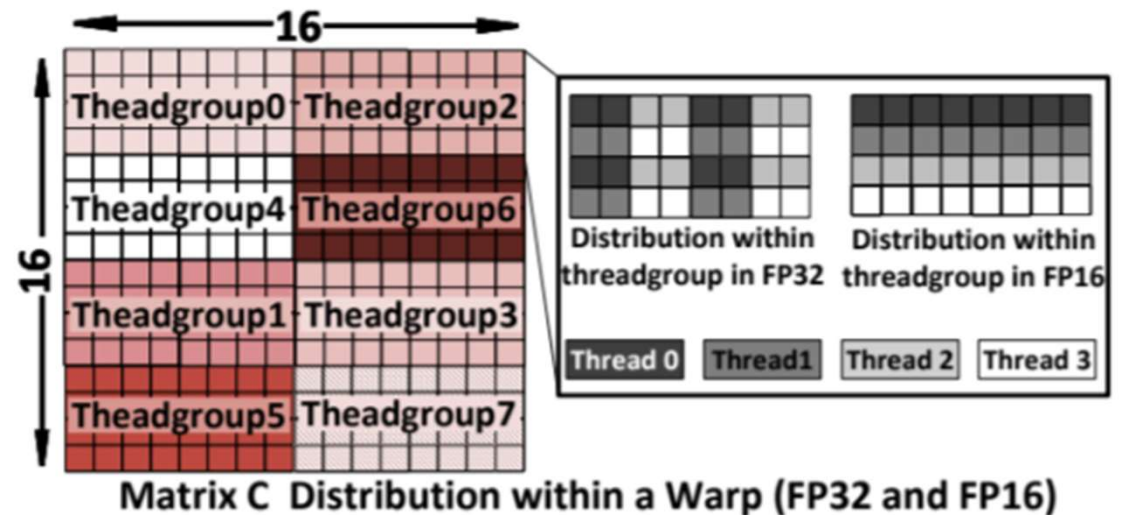 16
16
Theadgroup0 Theadgroup2
Theadgroup4 Theadgroup6
Theadgroup1 Theadgroup3
Theadgroup5 Theadgroup7
Distribution within
threadgroup in FP32
Distribution within
threadgroup in FP16
Thread 0 Thread1 Thread 2 Thread 3
Matrix C Distribution within a Warp (FP32 and FP16)